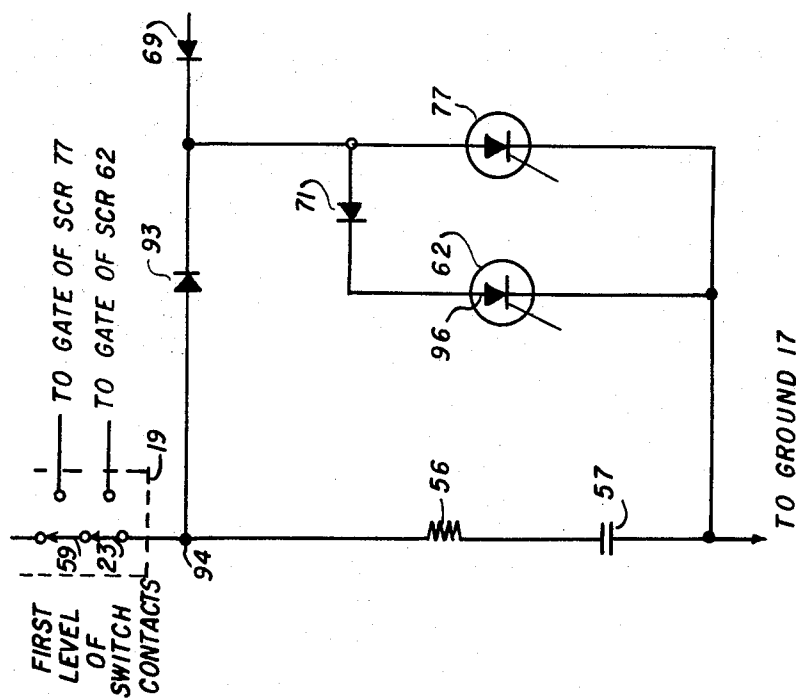 FIRST
LEVEL
OF
SWITCH
CONTACTS
59
23
19
TO GATE OF SCR 77
TO GATE OF SCR 62
94
93
69
71
77
96
62
56
57
TO GROUND 17